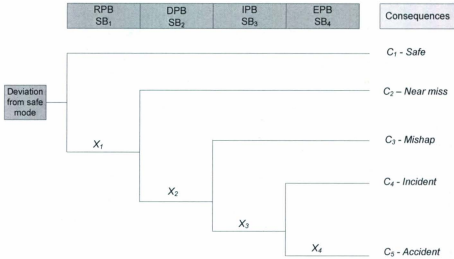 RPB DPB IPB EPB
SB₁ SB₂ SB₃ SB₄
Consequences
C₁ - Safe
Deviation
from safe
mode
C₂ – Near miss
X₁
C₃ - Mishap
X₂
C₄ - Incident
X₃
X₄
C₅ - Accident